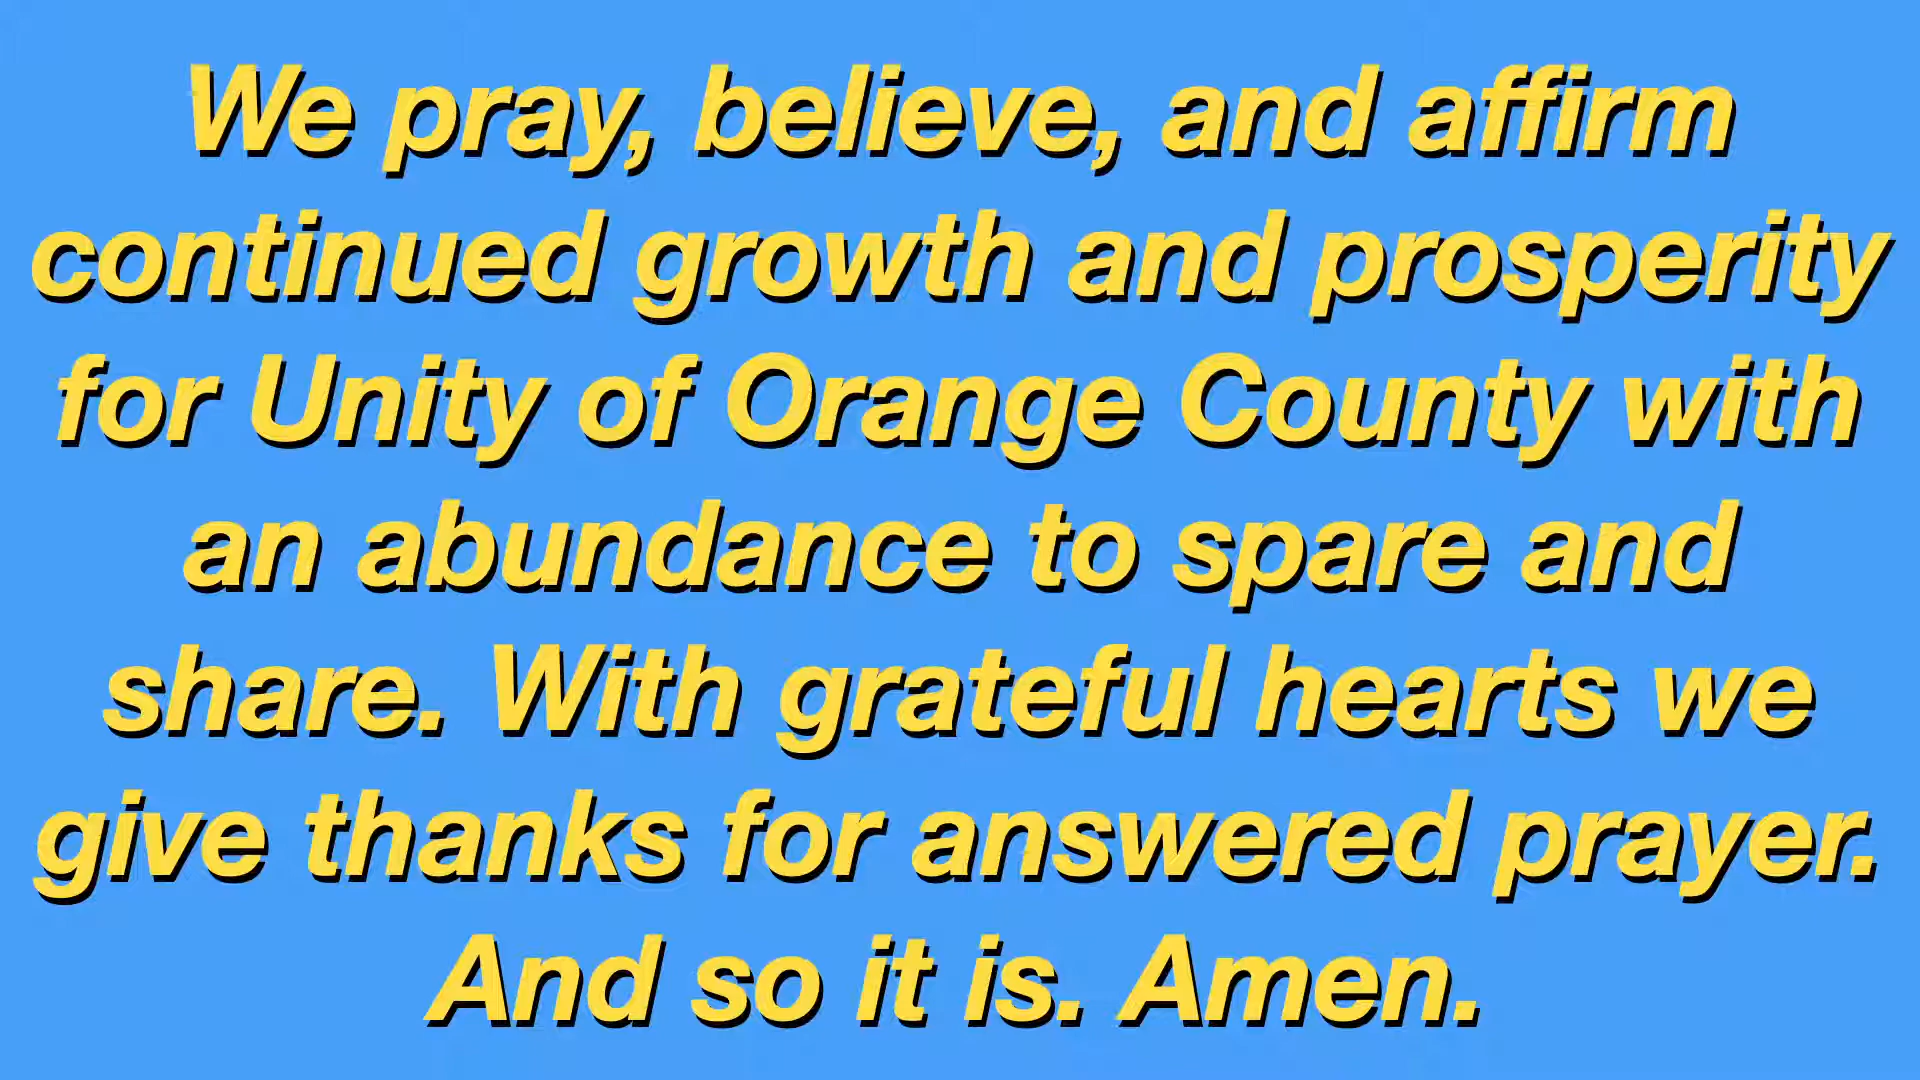 We pray, believe, and affirm
continued growth and prosperity
for Unity of Orange County with
an abundance to spare and
share. With grateful hearts we
give thanks for answered prayer.
And so it is. Amen.